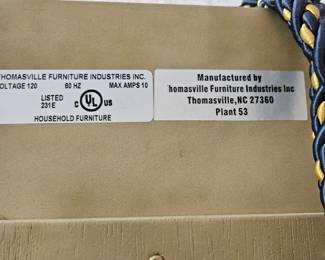 THOMASVILLE FURNITURE INDUSTRIES INC.
VOLTAGE 120 60 HZ MAX AMPS 10
LISTED
231E
C UL US
HOUSEHOLD FURNITURE
Manufactured by
homasville Furniture Industries Inc
Thomasville, NC 27360
Plant 53